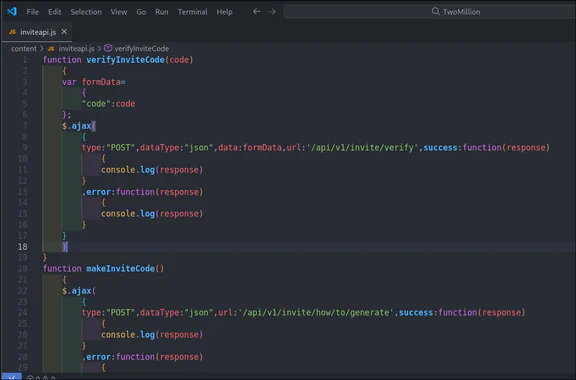 File Edit Selection View Go Run Terminal Help ← → TwoMillion
JS inviteapi.js ×
content > JS inviteapi.js > verifyInviteCode
1 function verifyInviteCode(code)
2 {
3 var formData=
4 {
5 "code":code
6 };
7 $.ajax(
8 {
9 type:"POST",dataType:"json",data:formData,url:'/api/v1/invite/verify',success:function(response)
10 {
11 console.log(response)
12 }
13 ,error:function(response)
14 {
15 console.log(response)
16 }
17 }
18 )
19 }
20 function makeInviteCode()
21 {
22 $.ajax(
23 {
24 type:"POST",dataType:"json",url:'/api/v1/invite/how/to/generate',success:function(response)
25 {
26 console.log(response)
27 }
28 ,error:function(response)
29 {